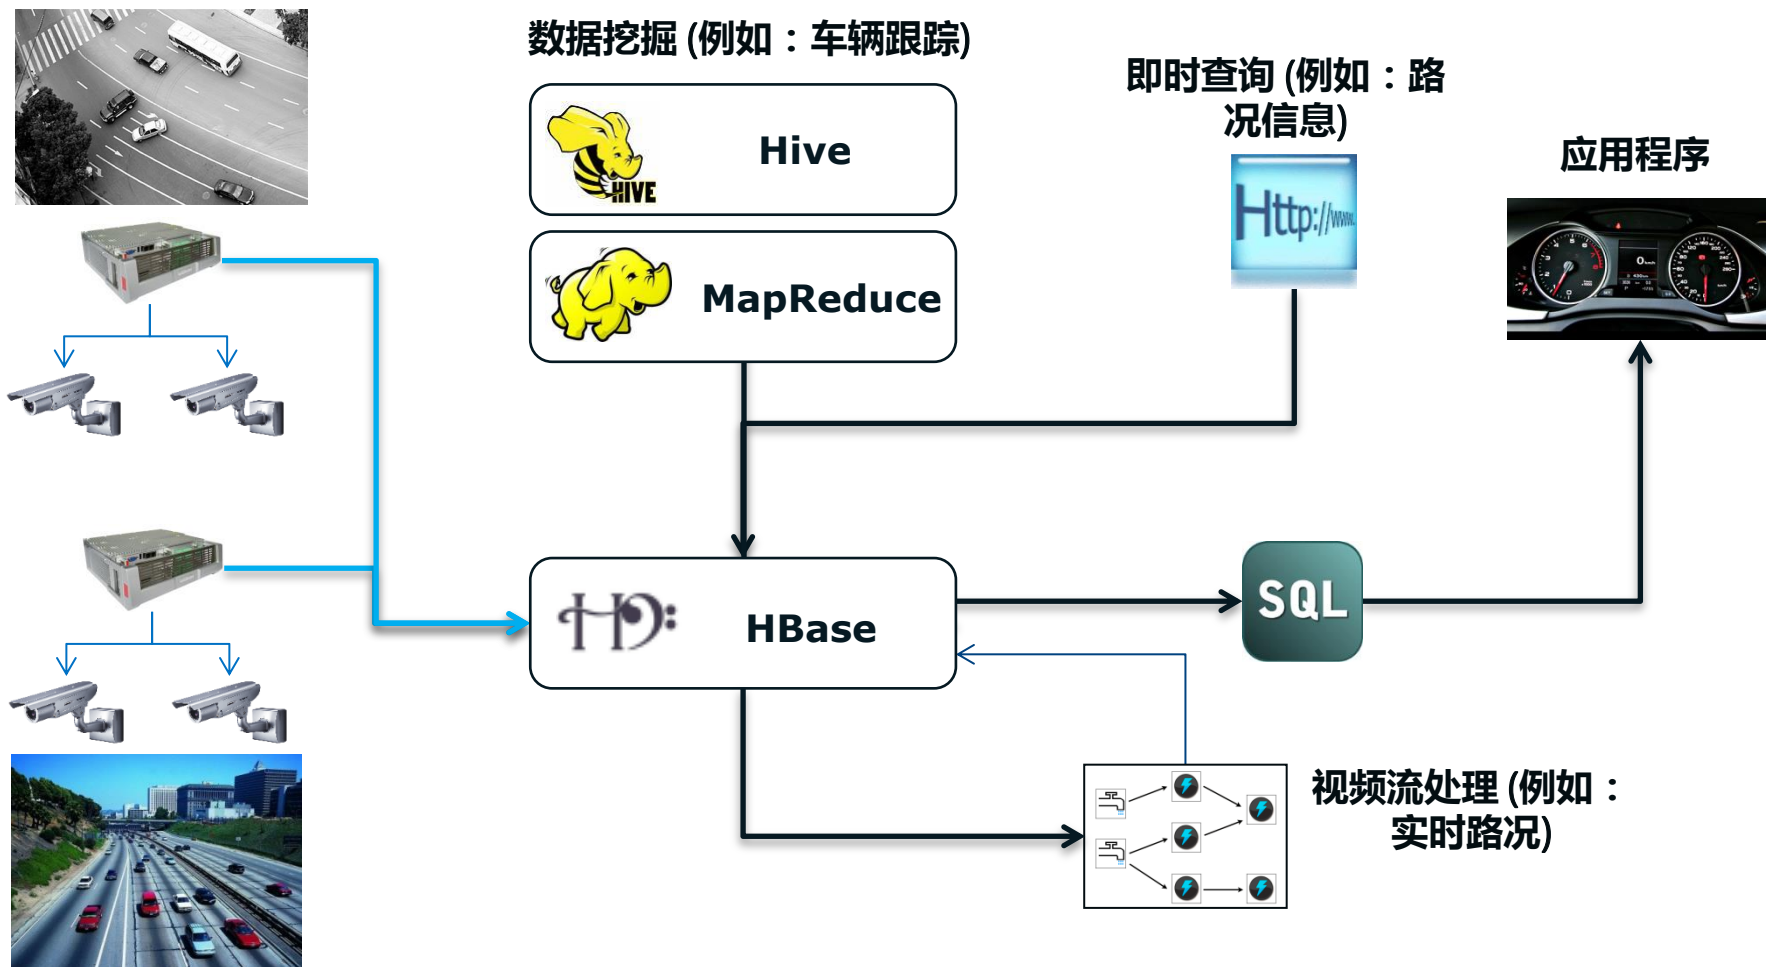 数据挖掘 (例如：车辆跟踪)
即时查询 (例如：路
况信息)
应用程序
HIVE
Hive
Http://www.
MapReduce
HBase
SQL
视频流处理 (例如：
实时路况)